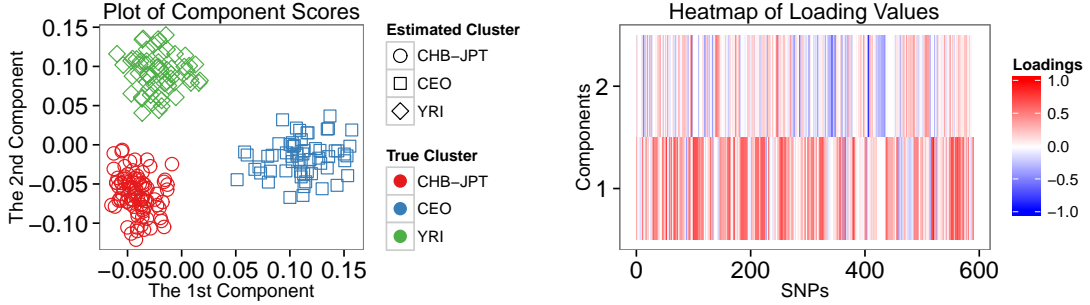 Plot of Component Scores
0.15
0.10
0.05
0.00
−0.05
−0.10
The 2nd Component
−0.05 0.00 0.05 0.10 0.15
The 1st Component
Estimated Cluster
CHB−JPT
CEO
YRI
True Cluster
CHB−JPT
CEO
YRI
Heatmap of Loading Values
2
1
Components
0 200 400 600
SNPs
Loadings
1.0
0.5
0.0
−0.5
−1.0